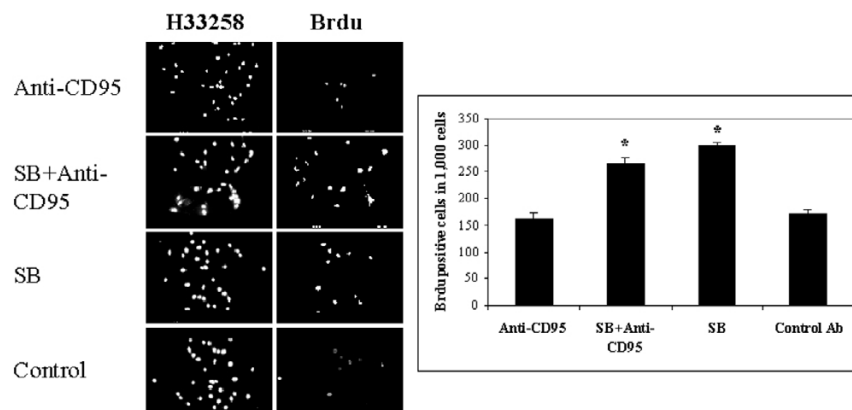 H33258 Brdu
Anti-CD95
SB+Anti-
CD95
SB
Control
Brdu positive cells in 1,000 cells
350
300
250
200
150
100
50
0
*
*
Anti-CD95 SB+Anti- SB Control Ab
CD95